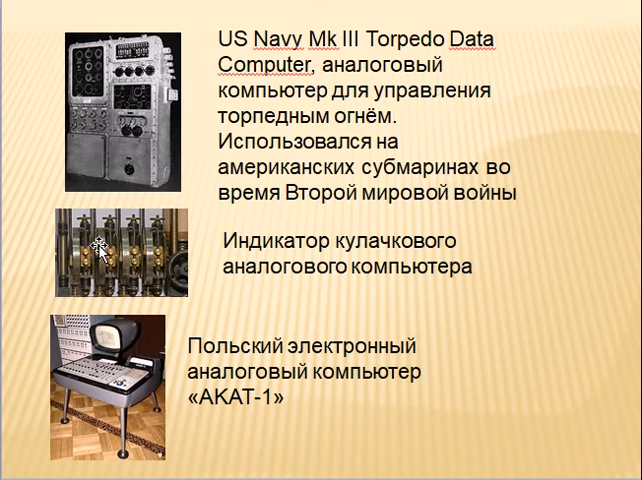 US Navy Mk III Torpedo Data
Computer, аналоговый
компьютер для управления
торпедным огнём.
Использовался на
американских субмаринах во
время Второй мировой войны
Индикатор кулачкового
аналогового компьютера
Польский электронный
аналоговый компьютер
«AKAT-1»